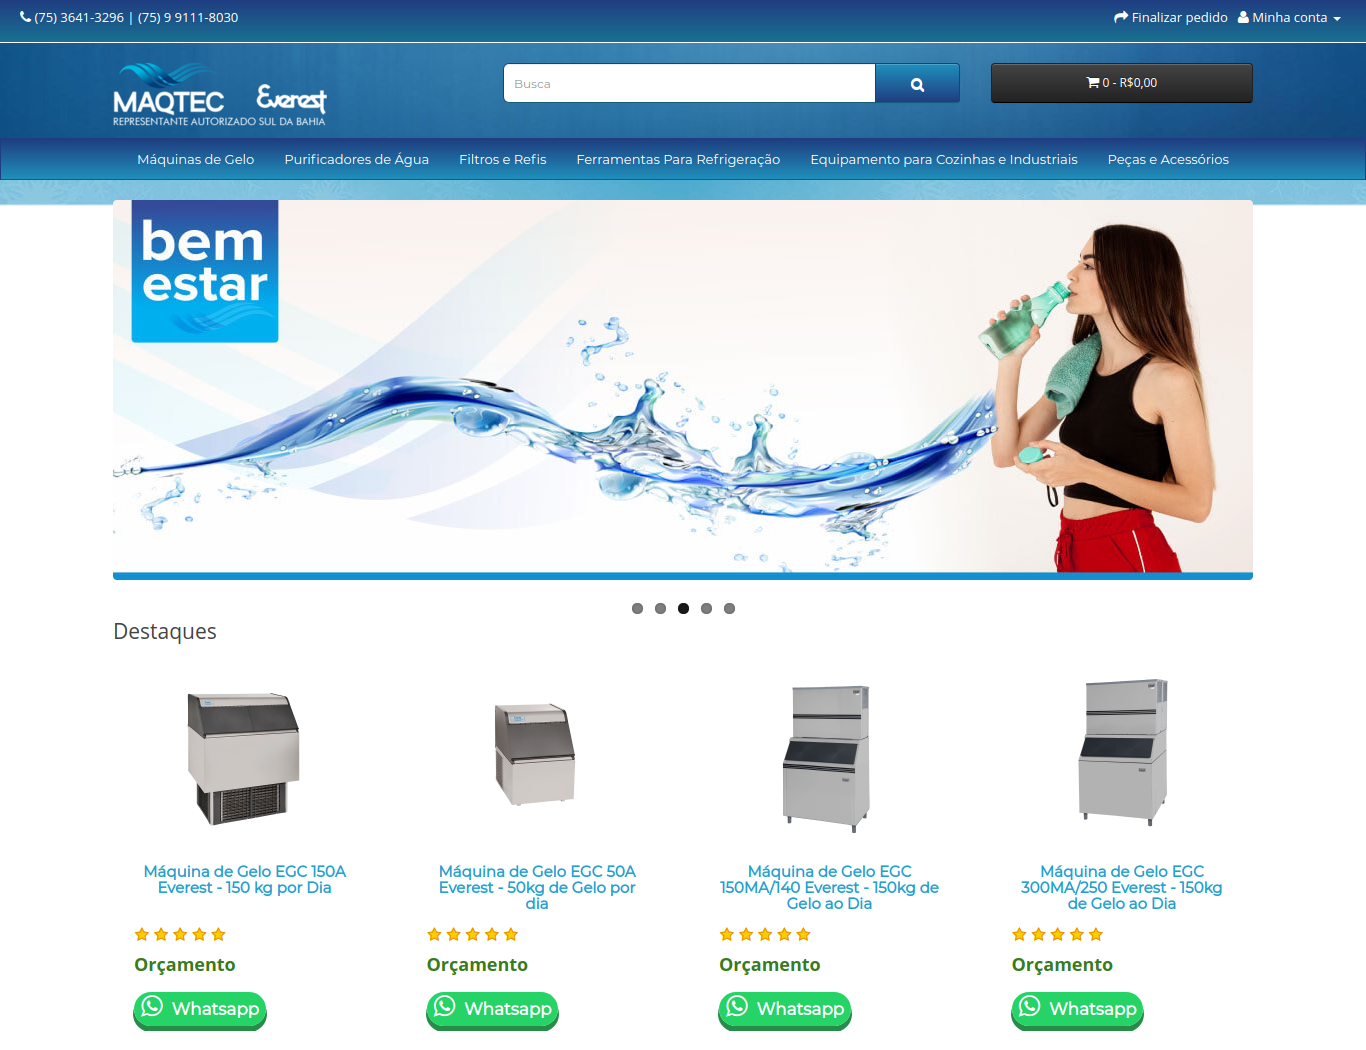 (75) 3641-3296 | (75) 9 9111-8030
Finalizar pedido
Minha conta
MAQTEC Everest
REPRESENTANTE AUTORIZADO SUL DA BAHIA
Busca
0 - R$0,00
Máquinas de Gelo
Purificadores de Água
Filtros e Refis
Ferramentas Para Refrigeração
Equipamento para Cozinhas e Industriais
Peças e Acessórios
bem
estar
Destaques
Máquina de Gelo EGC 150A
Everest - 150 kg por Dia
Orçamento
Whatsapp
Máquina de Gelo EGC 50A
Everest - 50kg de Gelo por
dia
Orçamento
Whatsapp
Máquina de Gelo EGC
150MA/140 Everest - 150kg de
Gelo ao Dia
Orçamento
Whatsapp
Máquina de Gelo EGC
300MA/250 Everest - 150kg
de Gelo ao Dia
Orçamento
Whatsapp